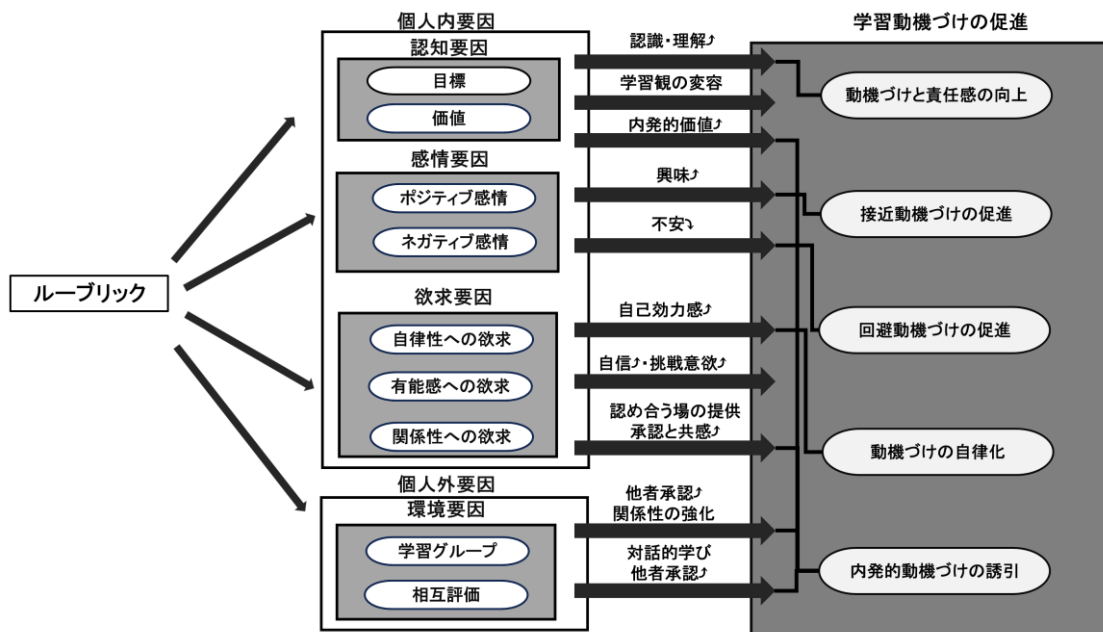 個人内要因
学習動機づけの促進
認知要因
目標
価値
感情要因
ポジティブ感情
ネガティブ感情
ルーブリック
欲求要因
自律性への欲求
有能感への欲求
関係性への欲求
個人外要因
環境要因
学習グループ
相互評価
認識・理解⤴
学習観の変容
内発的価値⤴
興味⤴
不安⤵
自己効力感⤴
自信⤴・挑戦意欲⤴
認め合う場の提供
承認と共感⤴
他者承認⤴
関係性の強化
対話的学び
他者承認⤴
動機づけと責任感の向上
接近動機づけの促進
回避動機づけの促進
動機づけの自律化
内発的動機づけの誘引